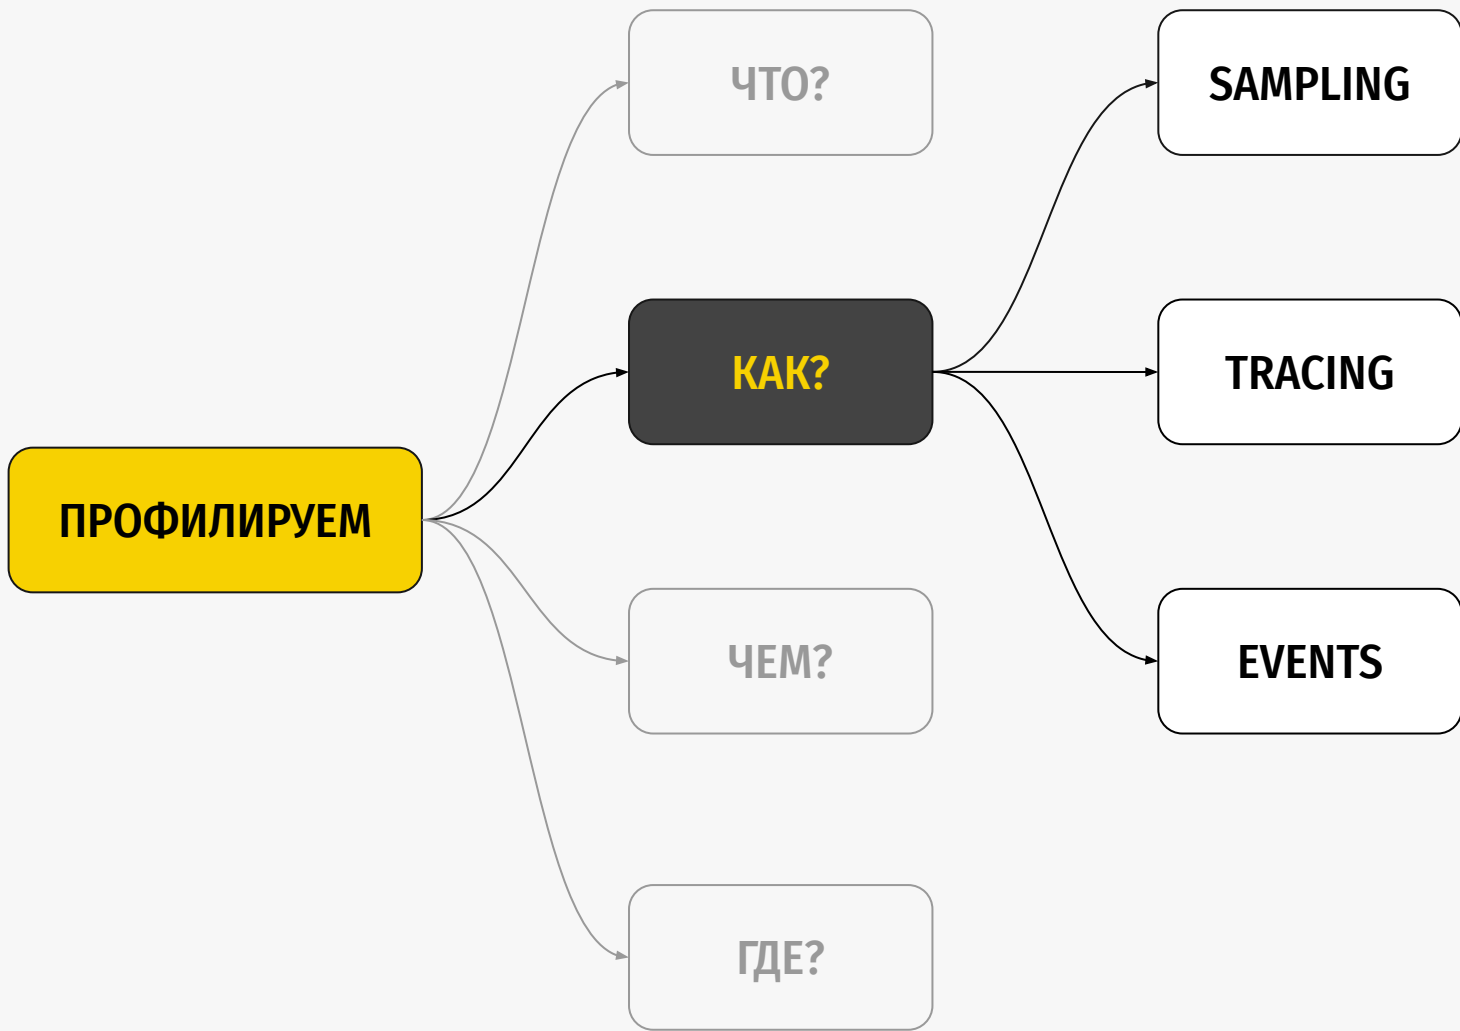 ПРОФИЛИРУЕМ
ЧТО?
КАК?
ЧЕМ?
ГДЕ?
SAMPLING
TRACING
EVENTS